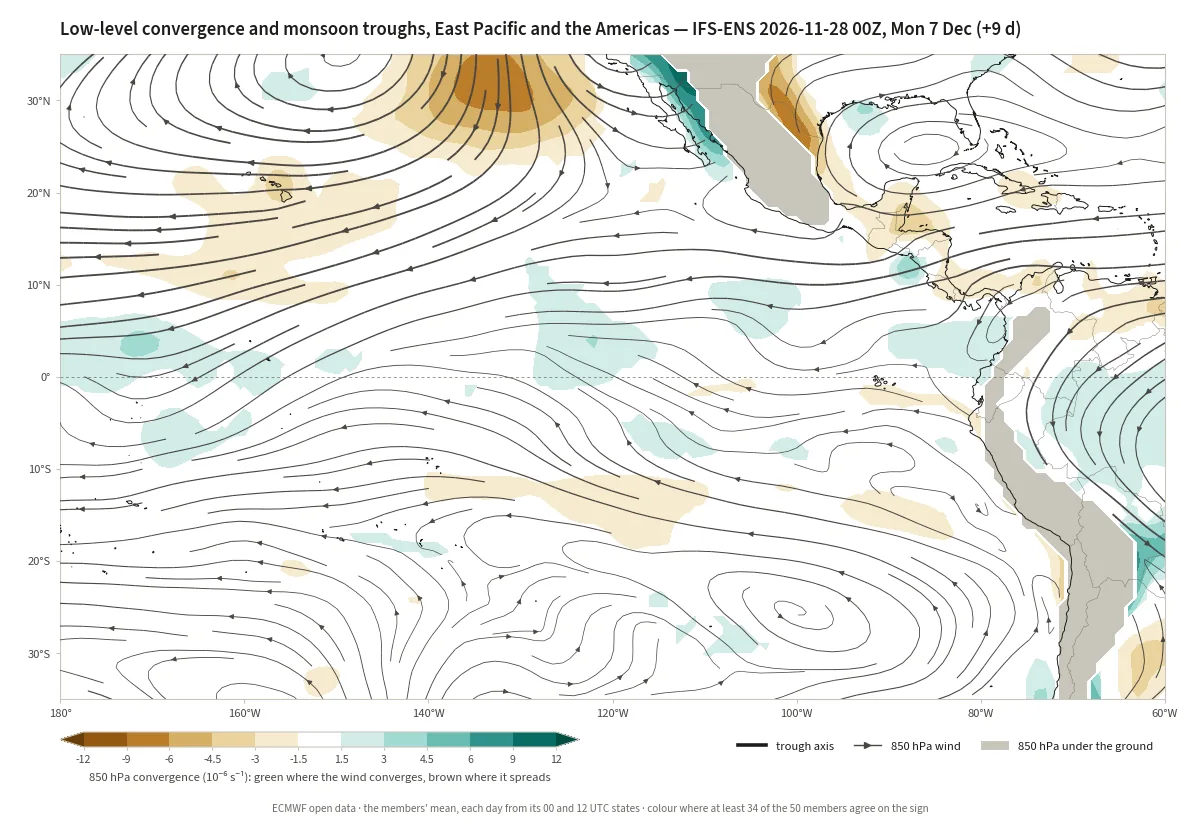 Low-level convergence and monsoon troughs, East Pacific and the Americas — IFS-ENS 2026-11-28 00Z, Mon 7 Dec (+9 d)
30°N
20°N
10°N
0°
10°S
20°S
30°S
180° 160°W 140°W 120°W 100°W 80°W 60°W
-12 -9 -6 -4.5 -3 -1.5 1.5 3 4.5 6 9 12
850 hPa convergence (10⁻⁶ s⁻¹): green where the wind converges, brown where it spreads
trough axis 850 hPa wind 850 hPa under the ground
ECMWF open data · the members' mean, each day from its 00 and 12 UTC states · colour where at least 34 of the 50 members agree on the sign